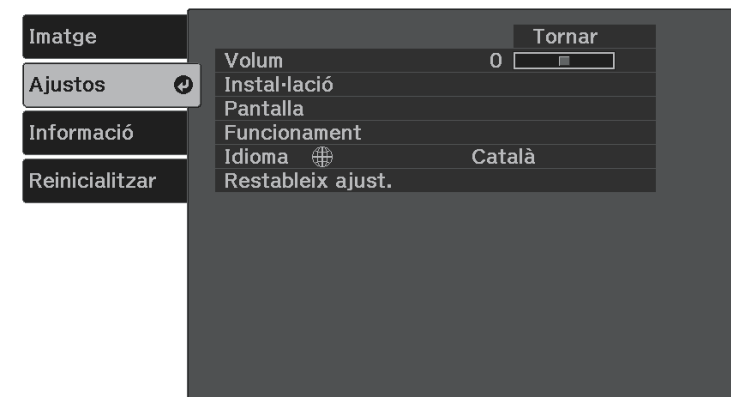 Imatge
Ajustos
Informació
Reinicialitzar
Tornar
Volum 0
Instal·lació
Pantalla
Funcionament
Idioma Català
Restableix ajust.